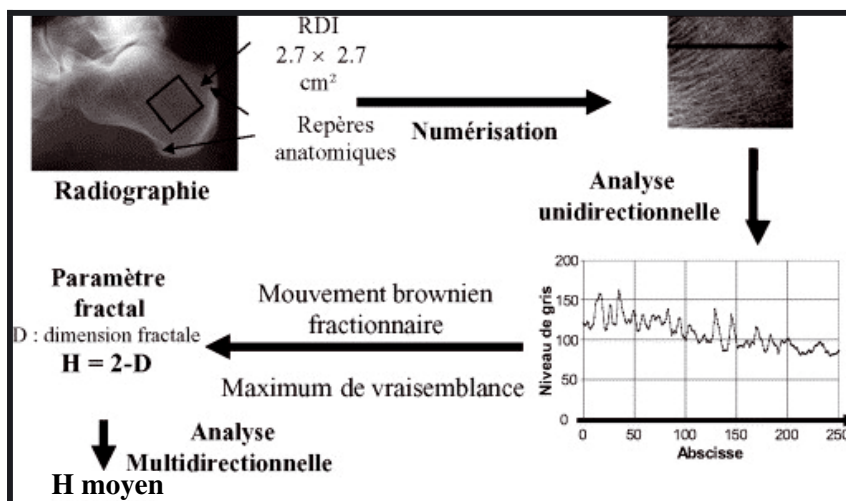 RDI
2.7 × 2.7
cm²
Repères
anatomiques
Radiographie
Numérisation
Analyse
unidirectionnelle
Paramètre
fractal
D : dimension fractale
H = 2-D
Mouvement brownien
fractionnaire
Maximum de vraisemblance
Niveau de gris
200
150
100
50
0
0 50 100 150 200 250
Abscisse
Analyse
Multidirectionnelle
H moyen